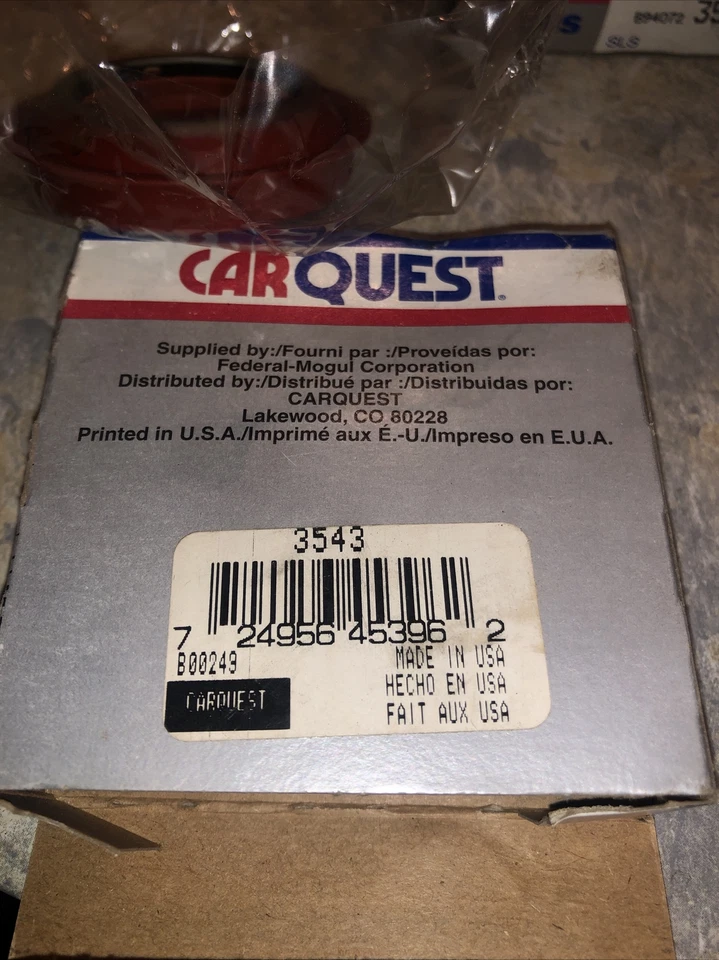 B94072
SLS
CARQUEST®
Supplied by:/Fourni par :/Proveídas por:
Federal-Mogul Corporation
Distributed by:/Distribué par :/Distribuidas por:
CARQUEST
Lakewood, CO 80228
Printed in U.S.A./Imprimé aux É.-U./Impreso en E.U.A.
3543
7 24956 45396 2
B00249
MADE IN USA
HECHO EN USA
CARQUEST
FAIT AUX USA